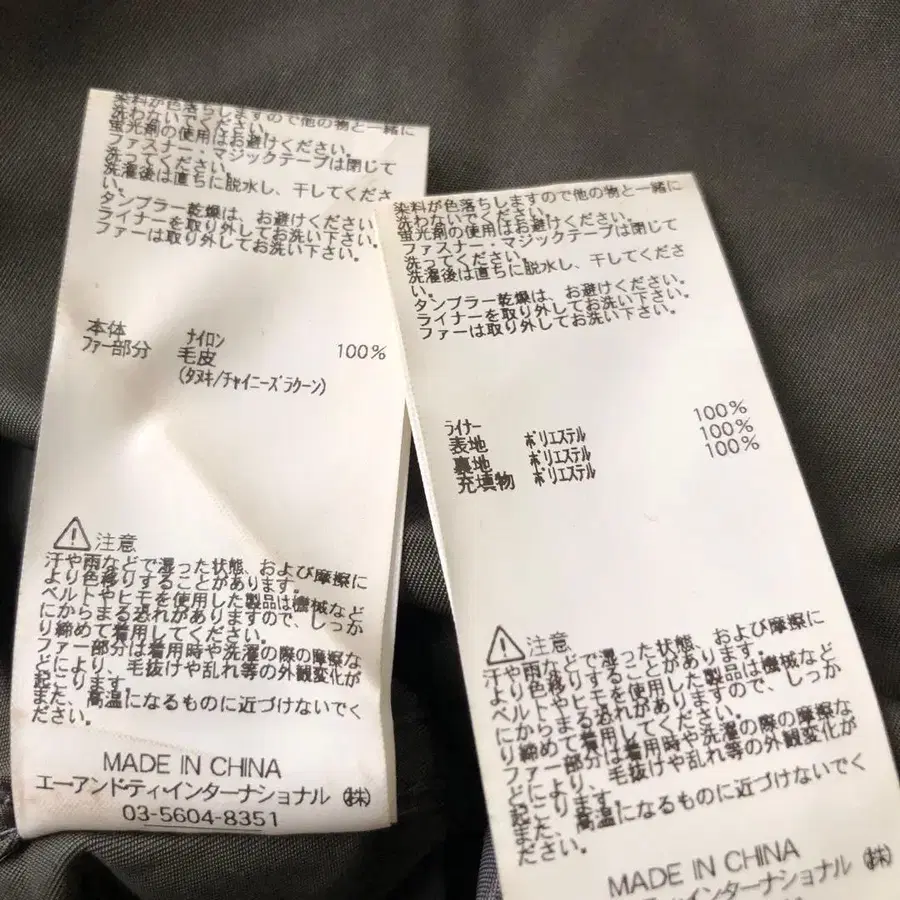 染料が色落ちしますので他の物と一緒に
洗わないでください。
蛍光剤の使用はお避けください。
ファスナー・マジックテープは閉じて
洗ってください。
洗濯後は直ちに脱水し、干してくださ
い。
タンブラー乾燥は、お避けください。
ライナーを取り外してお洗い下さい。
ファーは取り外してお洗い下さい。
本体 ナイロン 100%
ファー部分 毛皮
(タヌキ/チャイニーズラクーン)
注意
汗や雨などで湿った状態、および摩擦に
より色移りすることがあります。
ベルトやヒモを使用した製品は機械など
にからまる恐れがありますので、しっか
り締めて着用してください。
ファー部分は着用時や洗濯の際の摩擦な
どにより、毛抜けや乱れ等の外観変化が
起こります。
また、高温になるものに近づけないでく
ださい。
MADE IN CHINA
エーアンドティ・インターナショナル ㈱
03-5604-8351
染料が色落ちしますので他の物と一緒に
洗わないでください。
蛍光剤の使用はお避けください。
ファスナー・マジックテープは閉じて
洗ってください。
洗濯後は直ちに脱水し、干してくださ
い。
タンブラー乾燥は、お避けください。
ライナーを取り外してお洗い下さい。
ファーは取り外してお洗い下さい。
ライナー
表地 ポリエステル 100%
裏地 ポリエステル 100%
充填物 ポリエステル 100%
注意
汗や雨などで湿った状態、および摩擦に
より色移りすることがあります。
ベルトやヒモを使用した製品は機械など
にからまる恐れがありますので、しっか
り締めて着用してください。
ファー部分は着用時や洗濯の際の摩擦な
どにより、毛抜けや乱れ等の外観変化が
起こります。
また、高温になるものに近づけないでく
ださい。
MADE IN CHINA
ィ・インターナショナル ㈱